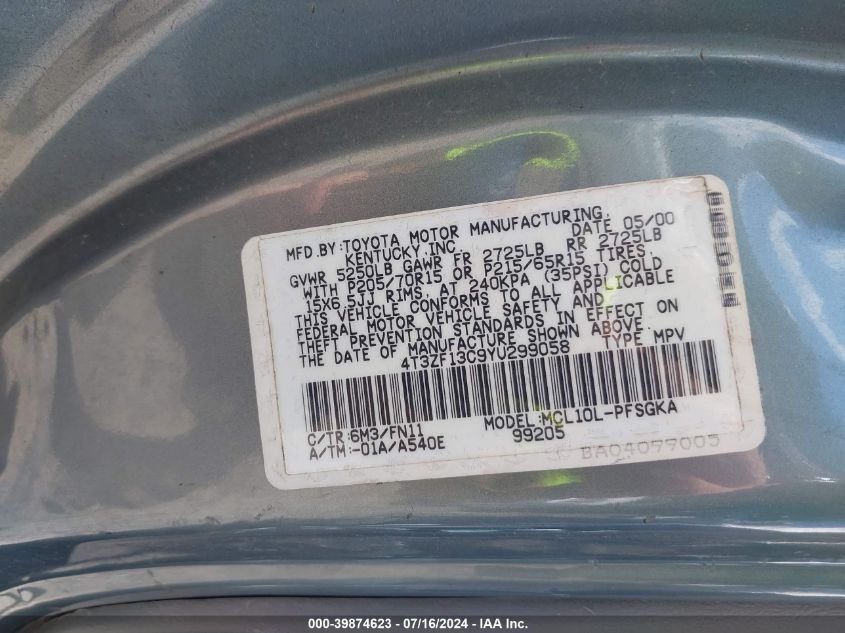 MFD.BY:TOYOTA MOTOR MANUFACTURING,
KENTUCKY,INC. DATE 05/00
GVWR 5250LB GAWR FR 2725LB RR 2725LB
WITH P205/70R15 OR P215/65R15 TIRES,
15X6.5JJ RIMS, AT 240KPA (35PSI) COLD
THIS VEHICLE CONFORMS TO ALL APPLICABLE
FEDERAL MOTOR VEHICLE SAFETY AND
THEFT PREVENTION STANDARDS IN EFFECT ON
THE DATE OF MANUFACTURE SHOWN ABOVE.
4T3ZF13C9YU299058 TYPE MPV
C/TR:6M3/FN11 MODEL:MCL10L-PFSGKA
A/TM:-01A/A540E 99205
BA04099005
000-39874623 - 07/16/2024 - IAA Inc.